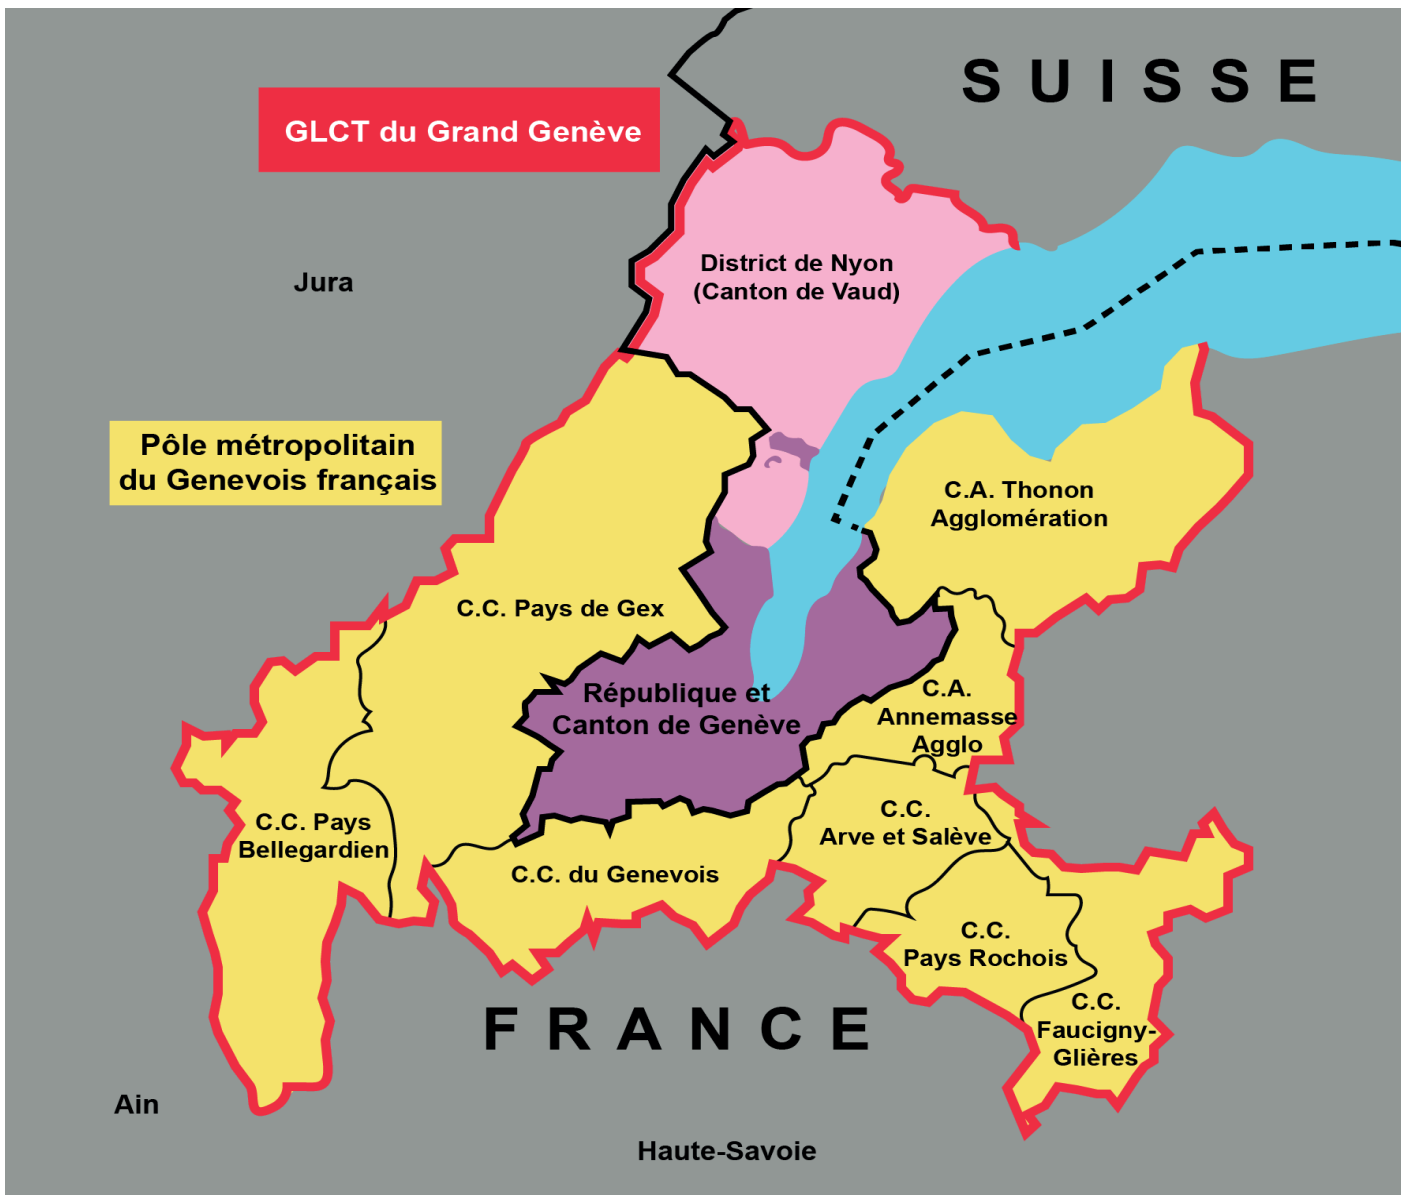 SUISSE
GLCT du Grand Genève
District de Nyon
(Canton de Vaud)
Jura
Pôle métropolitain
du Genevois français
C.A. Thonon
Agglomération
C.C. Pays de Gex
République et
Canton de Genève
C.A.
Annemasse
Agglo
C.C. Pays
Bellegardien
C.C.
Arve et Salève
C.C. du Genevois
C.C.
Pays Rochois
C.C.
Faucigny-
Glières
FRANCE
Ain
Haute-Savoie